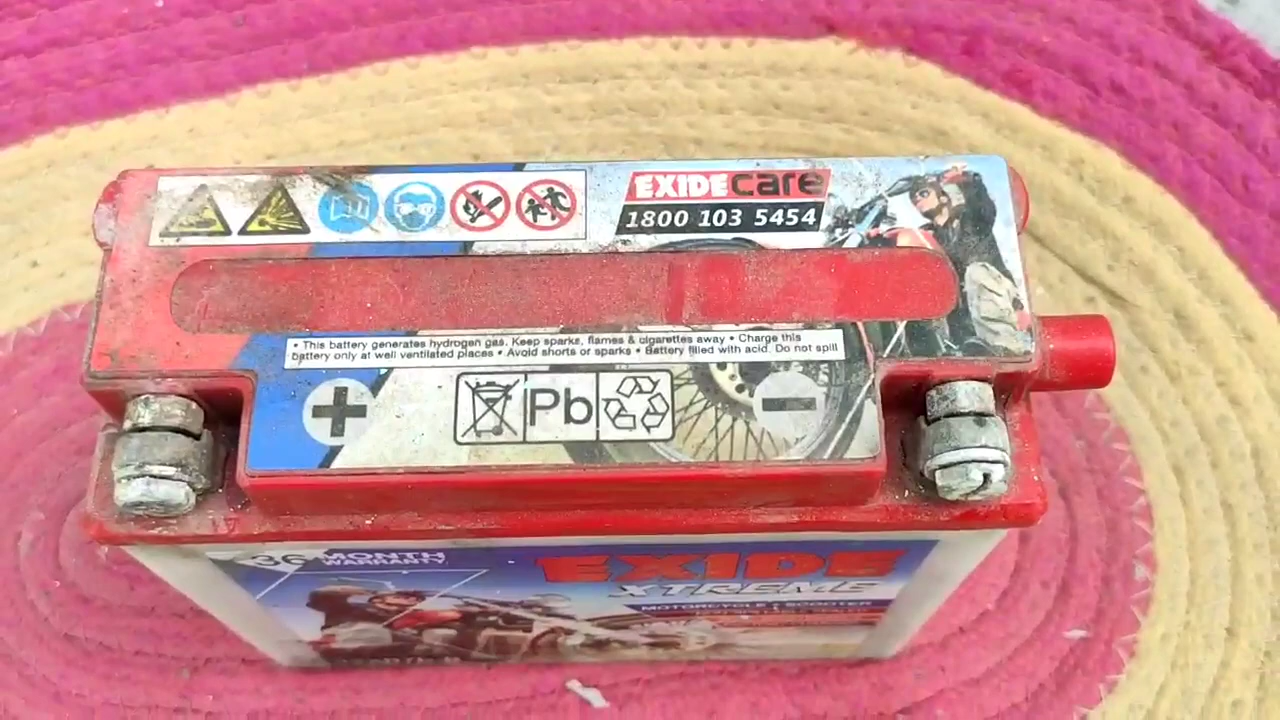 EXIDE care
1800 103 5454
• This battery generates hydrogen gas. Keep sparks, flames & cigarettes away • Charge this
battery only at well ventilated places • Avoid shorts or sparks • Battery filled with acid. Do not spill
+
Pb
−
36 MONTH
WARRANTY
EXIDE
XTREME
MOTORCYCLE & SCOOTER